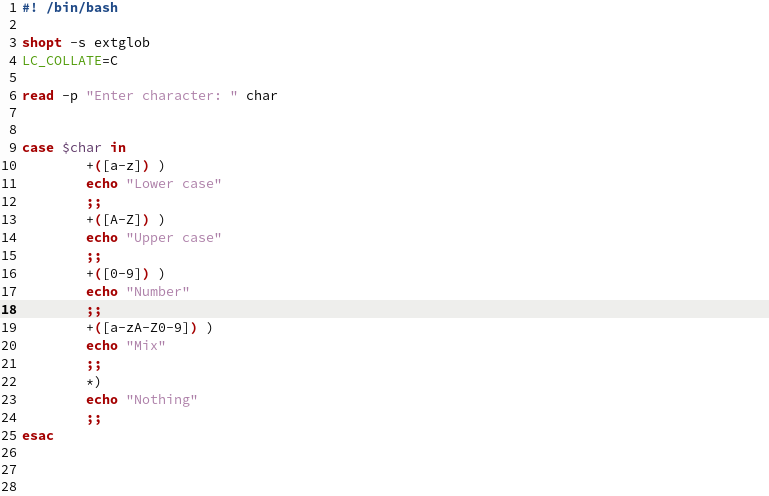 1 #! /bin/bash
2
3 shopt -s extglob
4 LC_COLLATE=C
5
6 read -p "Enter character: " char
7
8
9 case $char in
10         +([a-z]) )
11         echo "Lower case"
12         ;;
13         +([A-Z]) )
14         echo "Upper case"
15         ;;
16         +([0-9]) )
17         echo "Number"
18         ;;
19         +([a-zA-Z0-9]) )
20         echo "Mix"
21         ;;
22         *)
23         echo "Nothing"
24         ;;
25 esac
26
27
28